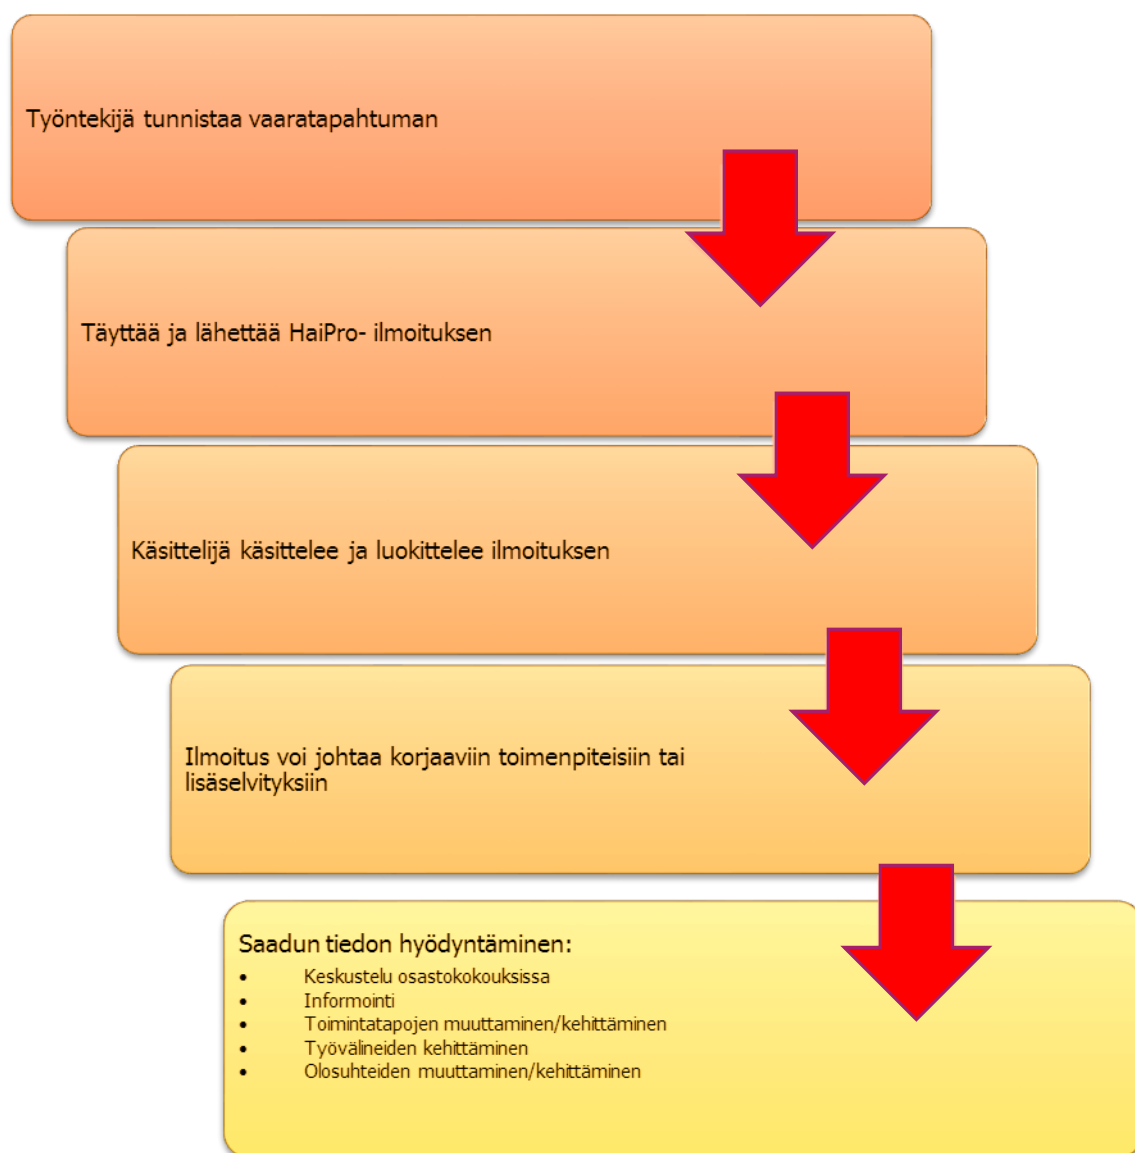 Työntekijä tunnistaa vaaratapahtuman
Täyttää ja lähettää HaiPro- ilmoituksen
Käsittelijä käsittelee ja luokittelee ilmoituksen
Ilmoitus voi johtaa korjaaviin toimenpiteisiin tai
lisäselvityksiin
Saadun tiedon hyödyntäminen:
• Keskustelu osastokokouksissa
• Informointi
• Toimintatapojen muuttaminen/kehittäminen
• Työvälineiden kehittäminen
• Olosuhteiden muuttaminen/kehittäminen